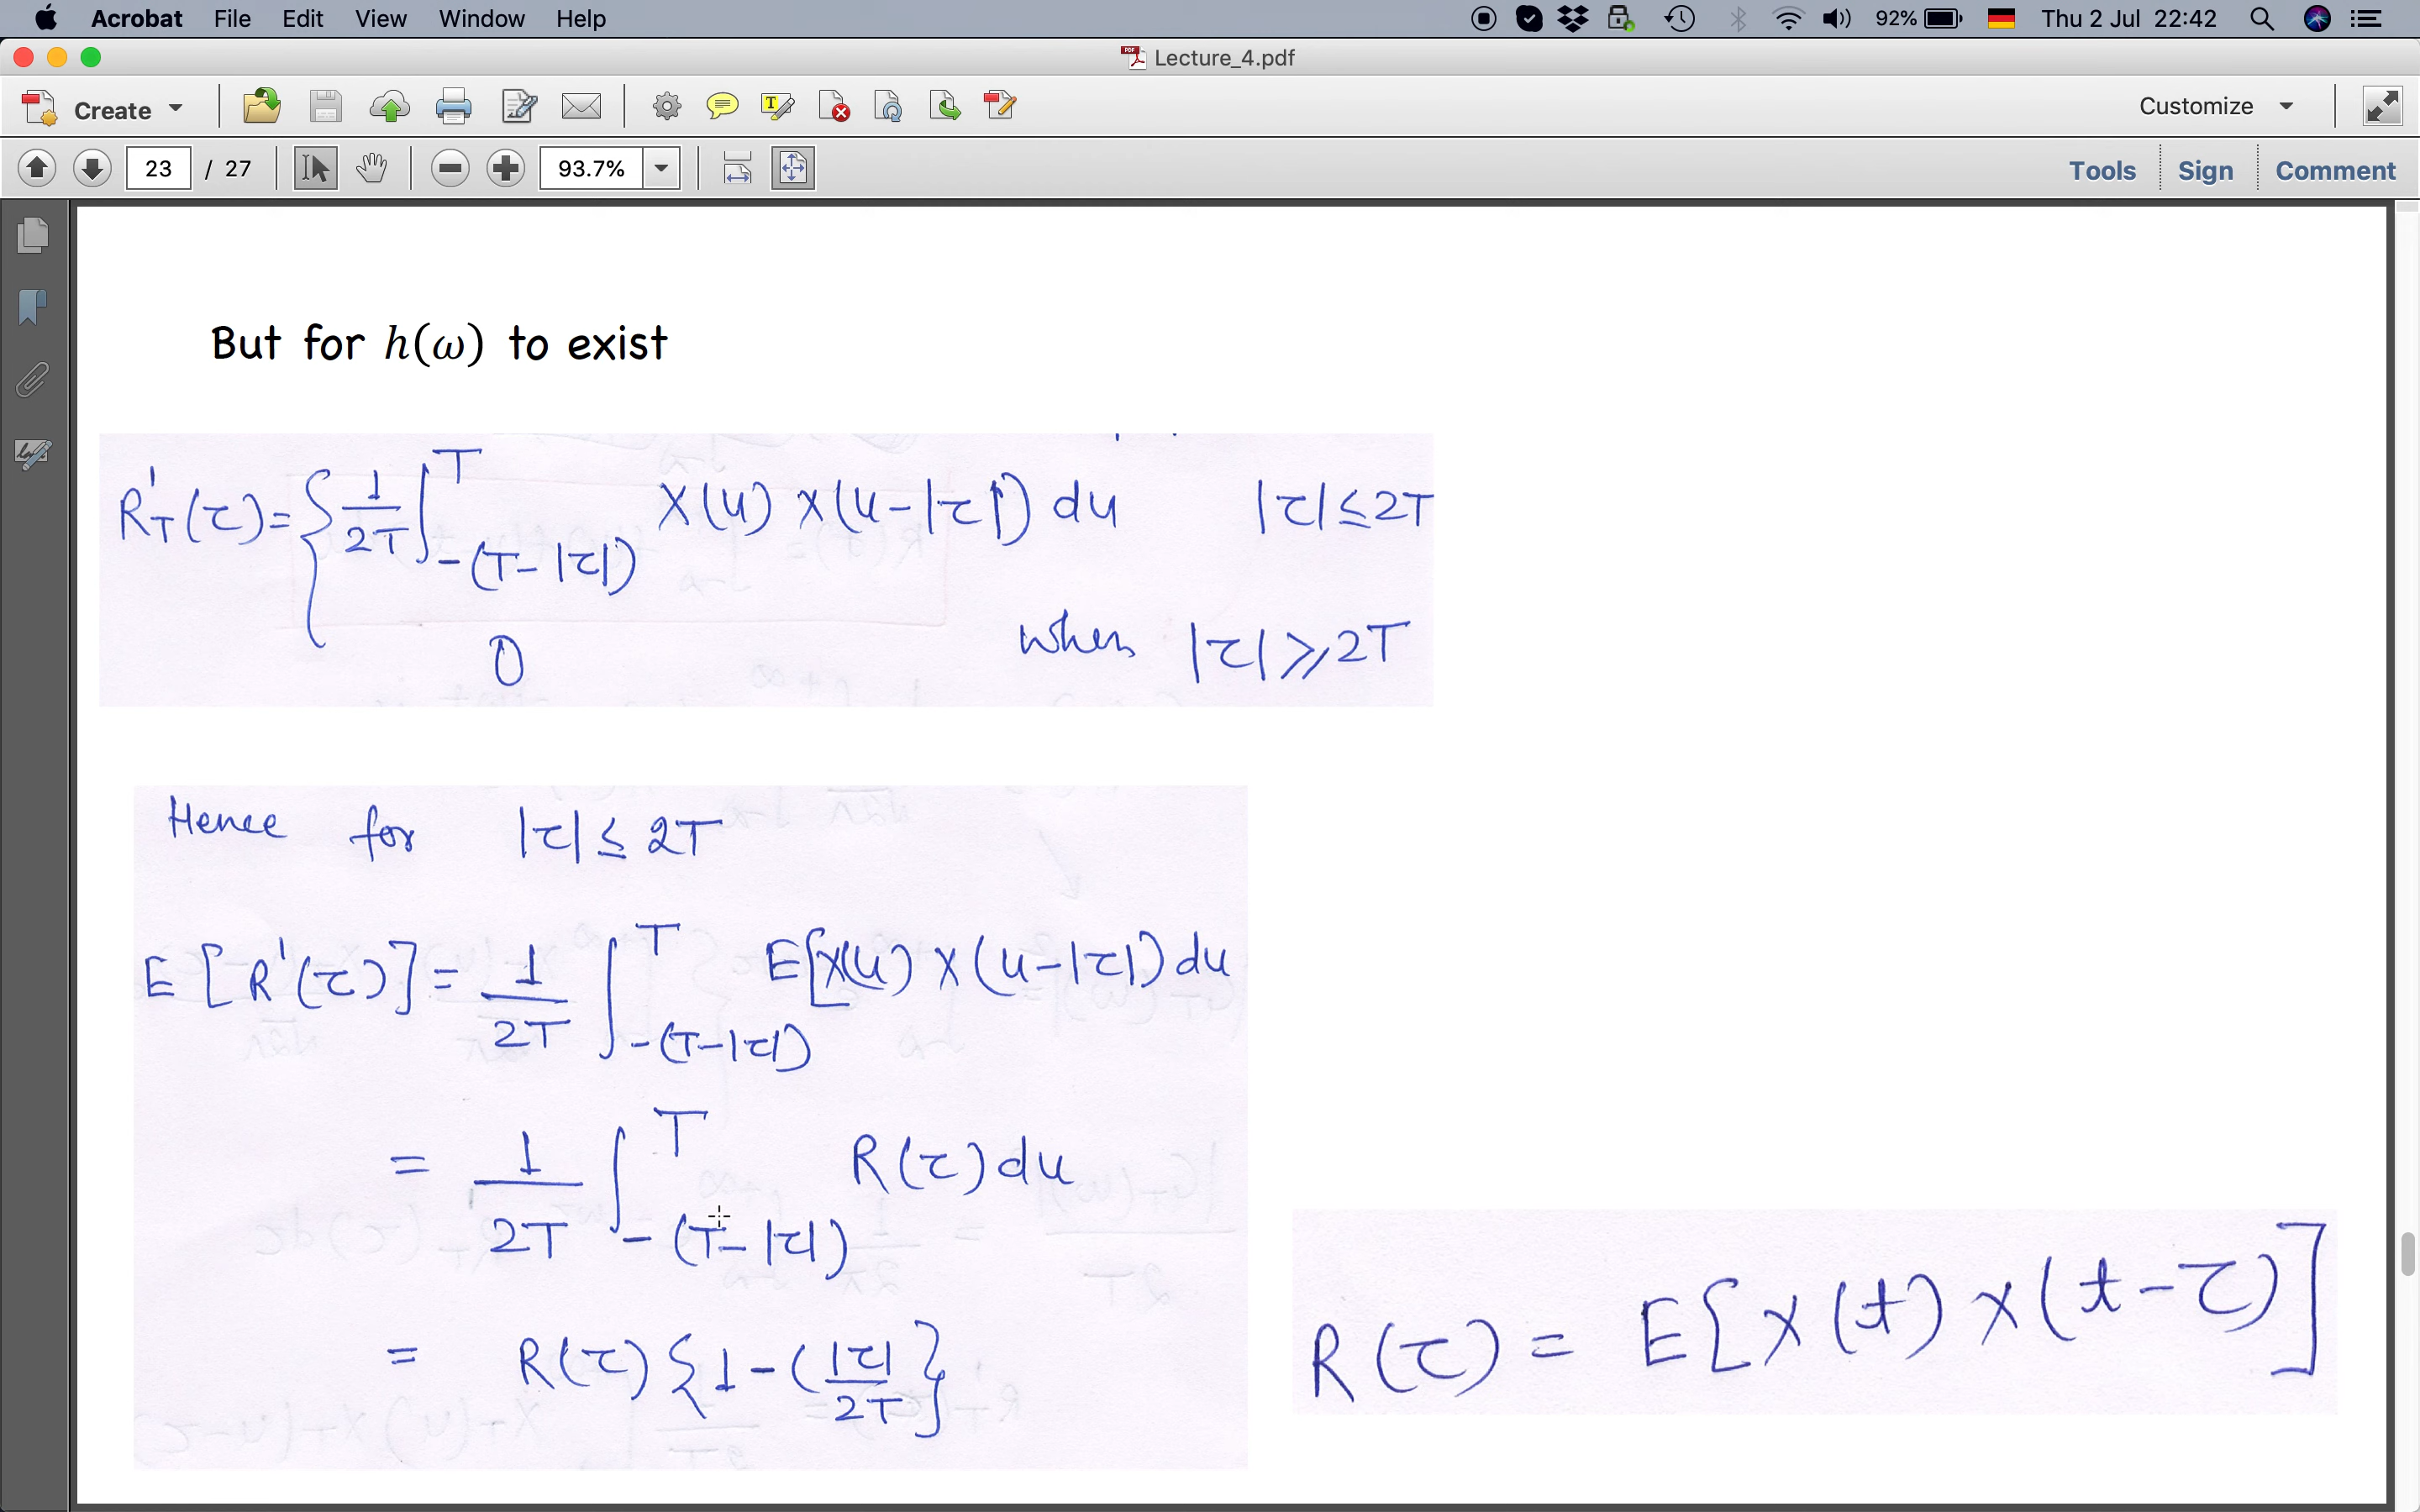 Acrobat File Edit View Window Help 92% Thu 2 Jul 22:42
Lecture_4.pdf
Create Customize
23 / 27 93.7% Tools Sign Comment
But for h(ω) to exist
R'_T(τ) = { 1/2T ∫_{-(T-|τ|)}^{T} X(u) X(u-|τ|) du |τ| ≤ 2T
0 when |τ| ⩾ 2T
Hence for |τ| ≤ 2T
E[R'(τ)] = 1/2T ∫_{-(T-|τ|)}^{T} E[X(u) X(u-|τ|) du
= 1/2T ∫_{-(T-|τ|)}^{T} R(τ) du
= R(τ) {1 - (|τ|/2T}
R(τ) = E[X(t) X(t-τ)]